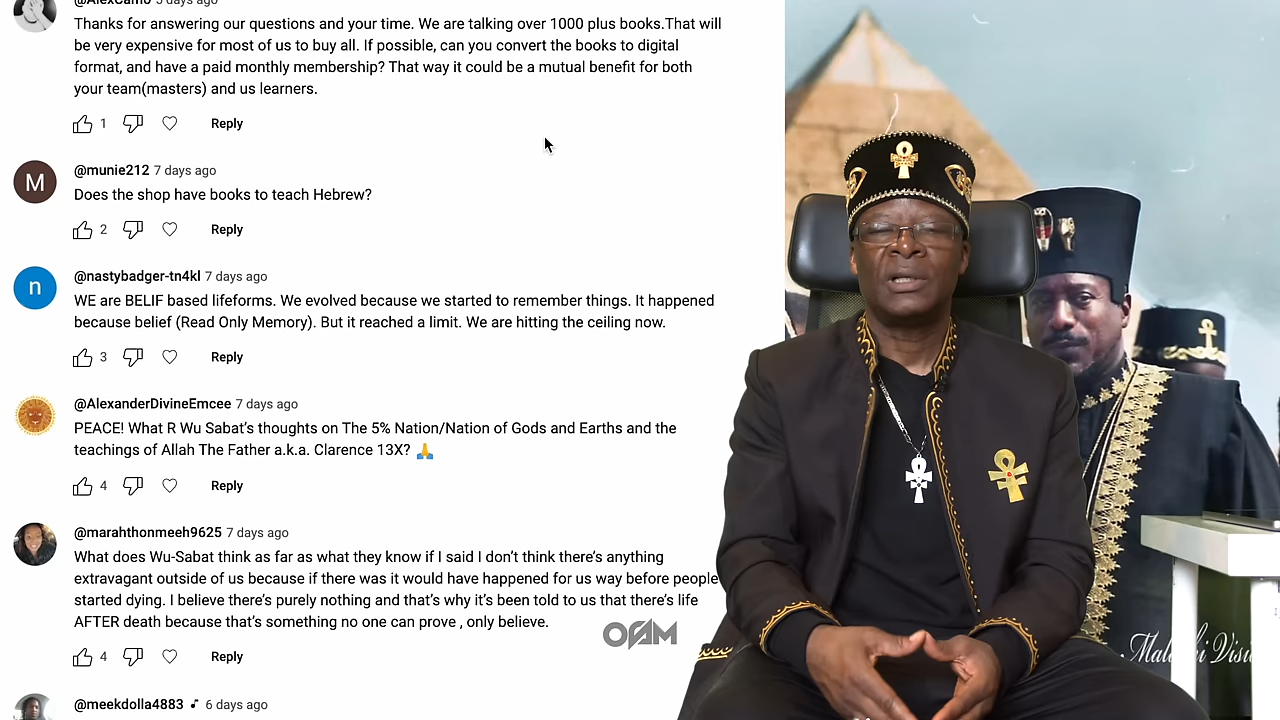 @AlexCamo 5 days ago
Thanks for answering our questions and your time. We are talking over 1000 plus books.That will
be very expensive for most of us to buy all. If possible, can you convert the books to digital
format, and have a paid monthly membership? That way it could be a mutual benefit for both
your team(masters) and us learners.
1 Reply
M
@munie212 7 days ago
Does the shop have books to teach Hebrew?
2 Reply
n
@nastybadger-tn4kl 7 days ago
WE are BELIF based lifeforms. We evolved because we started to remember things. It happened
because belief (Read Only Memory). But it reached a limit. We are hitting the ceiling now.
3 Reply
@AlexanderDivineEmcee 7 days ago
PEACE! What R Wu Sabat’s thoughts on The 5% Nation/Nation of Gods and Earths and the
teachings of Allah The Father a.k.a. Clarence 13X? 🙏
4 Reply
@marahthonmeeh9625 7 days ago
What does Wu-Sabat think as far as what they know if I said I don’t think there’s anything
extravagant outside of us because if there was it would have happened for us way before people
started dying. I believe there’s purely nothing and that’s why it’s been told to us that there’s life
AFTER death because that’s something no one can prove , only believe.
4 Reply
@meekdolla4883 6 days ago
OFAM